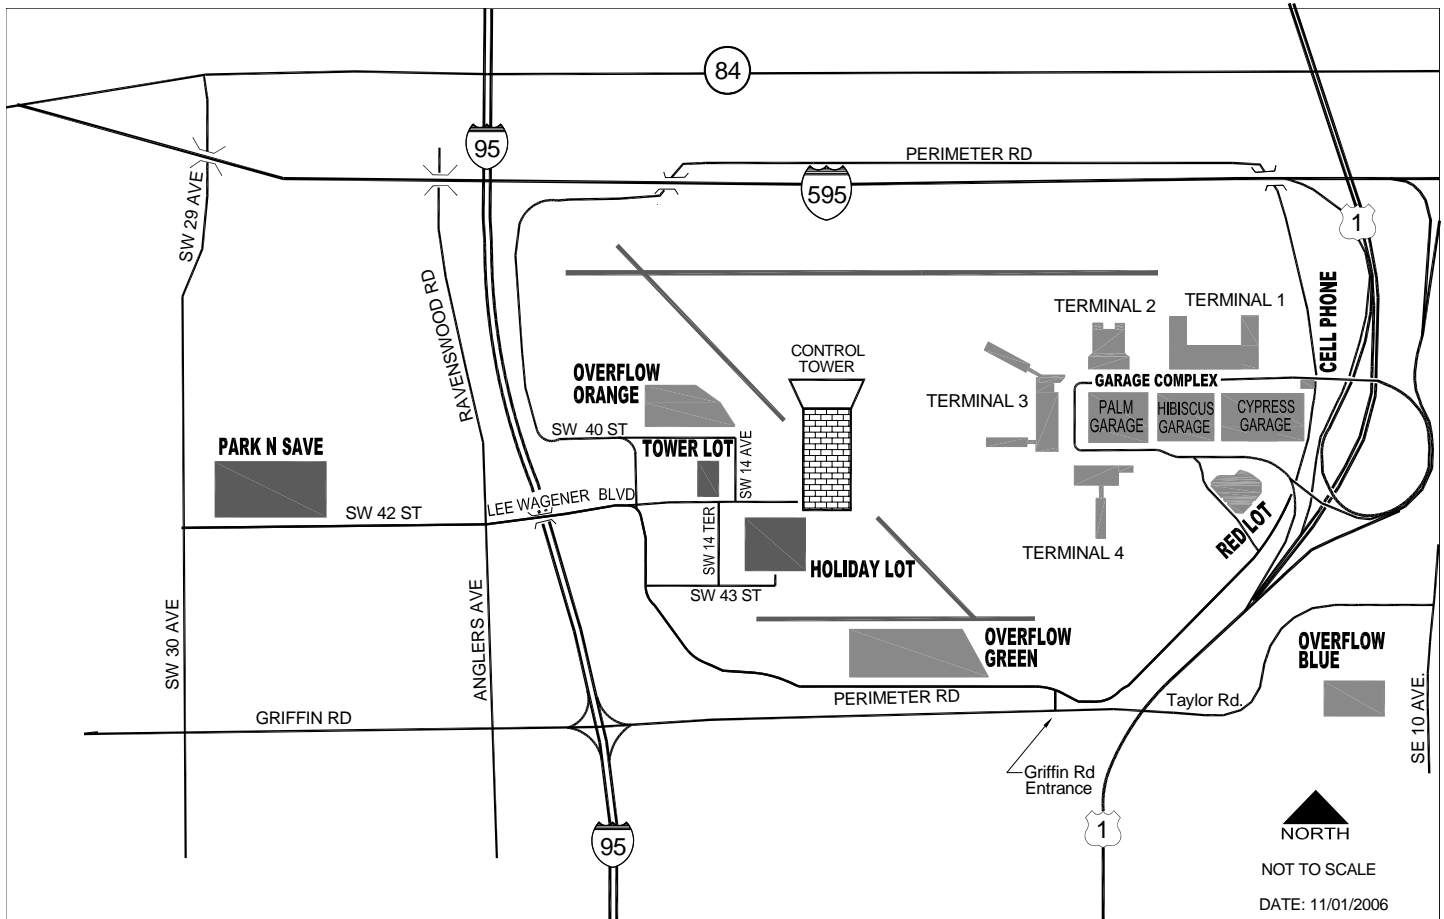 84
95
PERIMETER RD
595
1
SW 29 AVE
RAVENSWOOD RD
CELL PHONE
TERMINAL 2
TERMINAL 1
CONTROL
TOWER
OVERFLOW
ORANGE
GARAGE COMPLEX
TERMINAL 3
PALM
GARAGE
HIBISCUS
GARAGE
CYPRESS
GARAGE
SW 40 ST
PARK N SAVE
TOWER LOT
SW 14 AVE
LEE WAGENER BLVD
SW 42 ST
SW 14 TER
RED LOT
TERMINAL 4
HOLIDAY LOT
SW 43 ST
SW 30 AVE
ANGLERS AVE
OVERFLOW
GREEN
OVERFLOW
BLUE
PERIMETER RD
Taylor Rd.
SE 10 AVE.
GRIFFIN RD
Griffin Rd
Entrance
95
1
NORTH
NOT TO SCALE
DATE: 11/01/2006